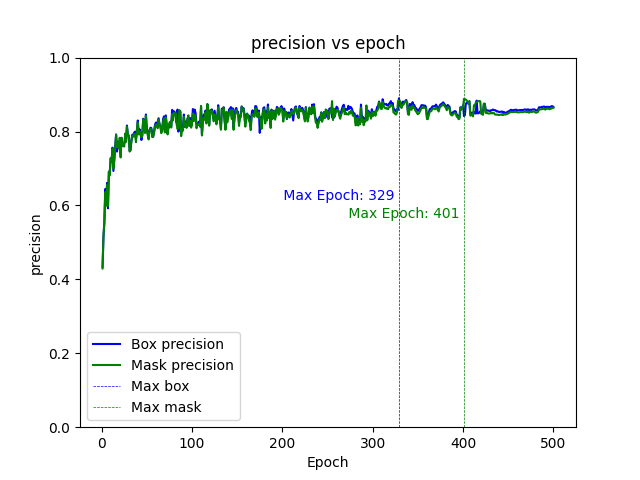 precision vs epoch
1.0
0.8
0.6
0.4
0.2
0.0
precision
Max Epoch: 329
Max Epoch: 401
Box precision
Mask precision
Max box
Max mask
0 100 200 300 400 500
Epoch